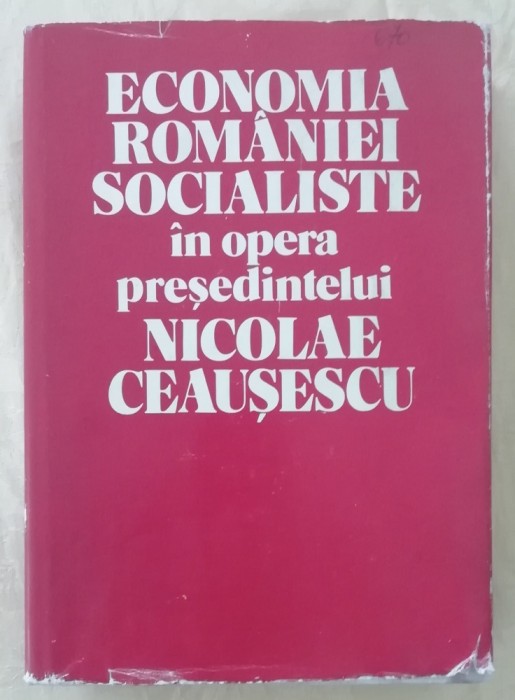 ECONOMIA
ROMÂNIEI
SOCIALISTE
în opera
președintelui
NICOLAE
CEAUȘESCU